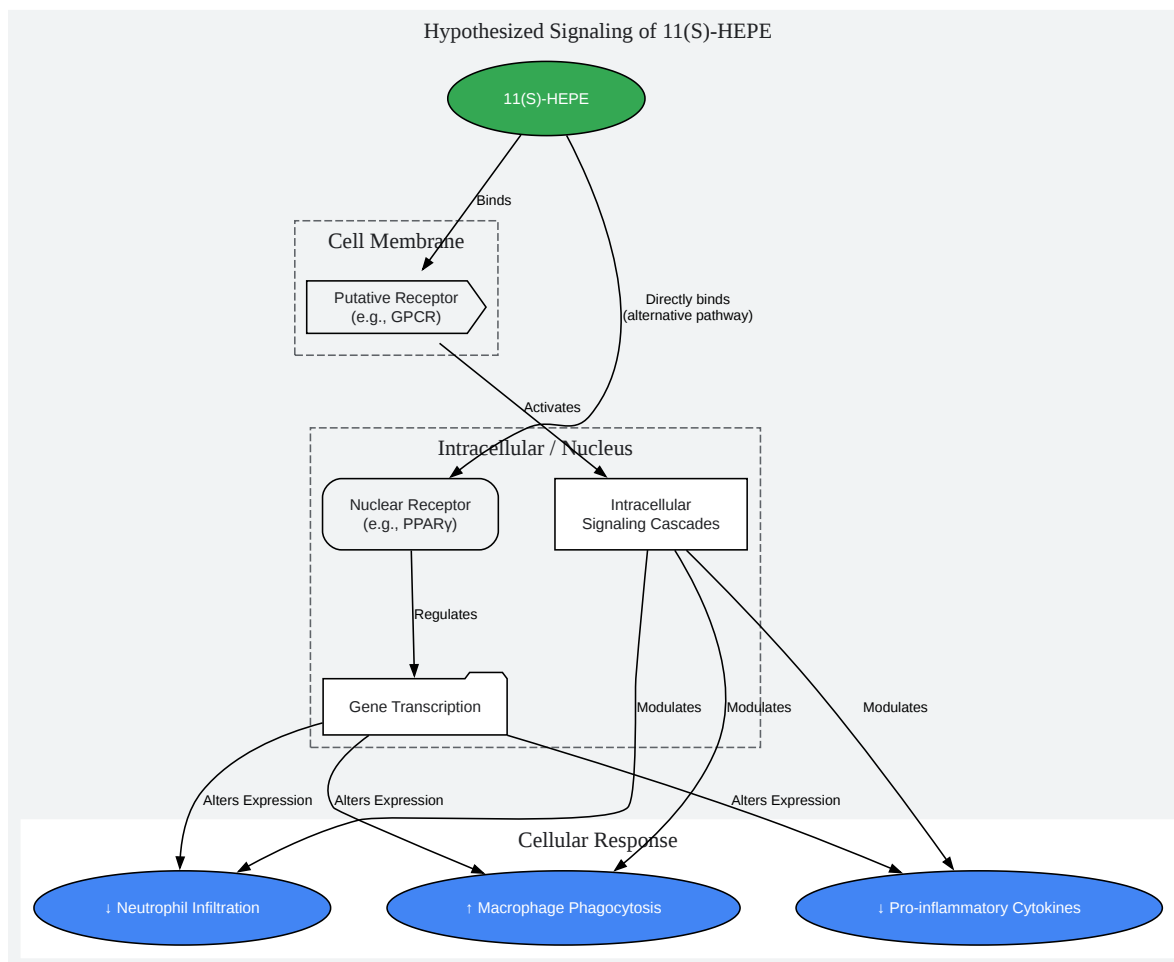 Hypothesized Signaling of 11(S)-HEPE
11(S)-HEPE
Binds
Cell Membrane
Putative Receptor
(e.g., GPCR)
Directly binds
(alternative pathway)
Activates
Intracellular / Nucleus
Nuclear Receptor
(e.g., PPARγ)
Intracellular
Signaling Cascades
Regulates
Gene Transcription
Modulates
Modulates
Modulates
Alters Expression
Alters Expression
Alters Expression
Cellular Response
↓ Neutrophil Infiltration
↑ Macrophage Phagocytosis
↓ Pro-inflammatory Cytokines